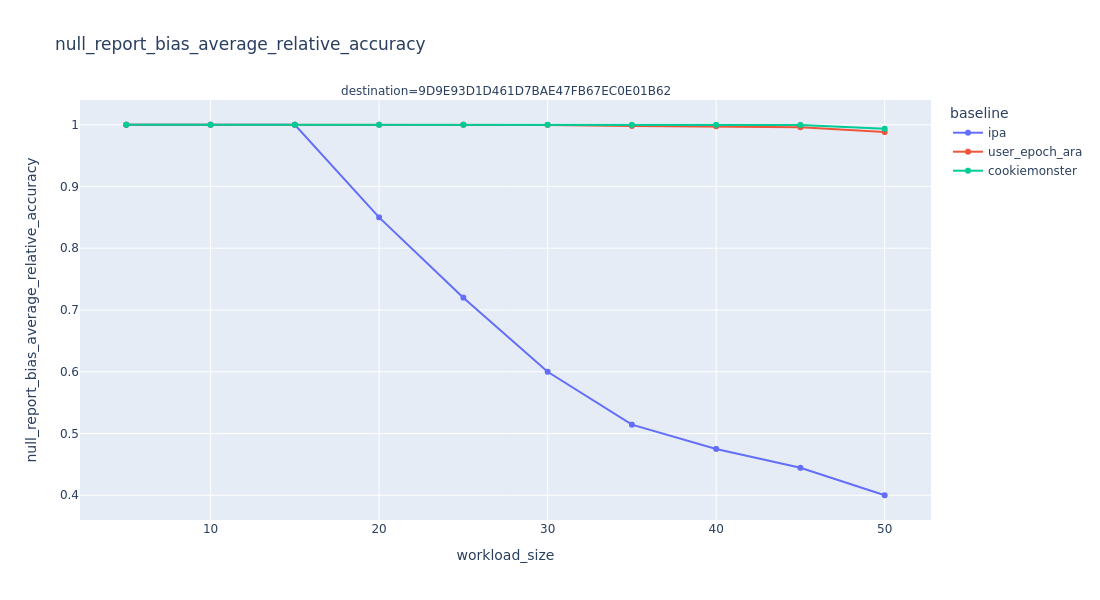 null_report_bias_average_relative_accuracy
destination=9D9E93D1D461D7BAE47FB67EC0E01B62
baseline
ipa
user_epoch_ara
cookiemonster
null_report_bias_average_relative_accuracy
1
0.9
0.8
0.7
0.6
0.5
0.4
10
20
30
40
50
workload_size